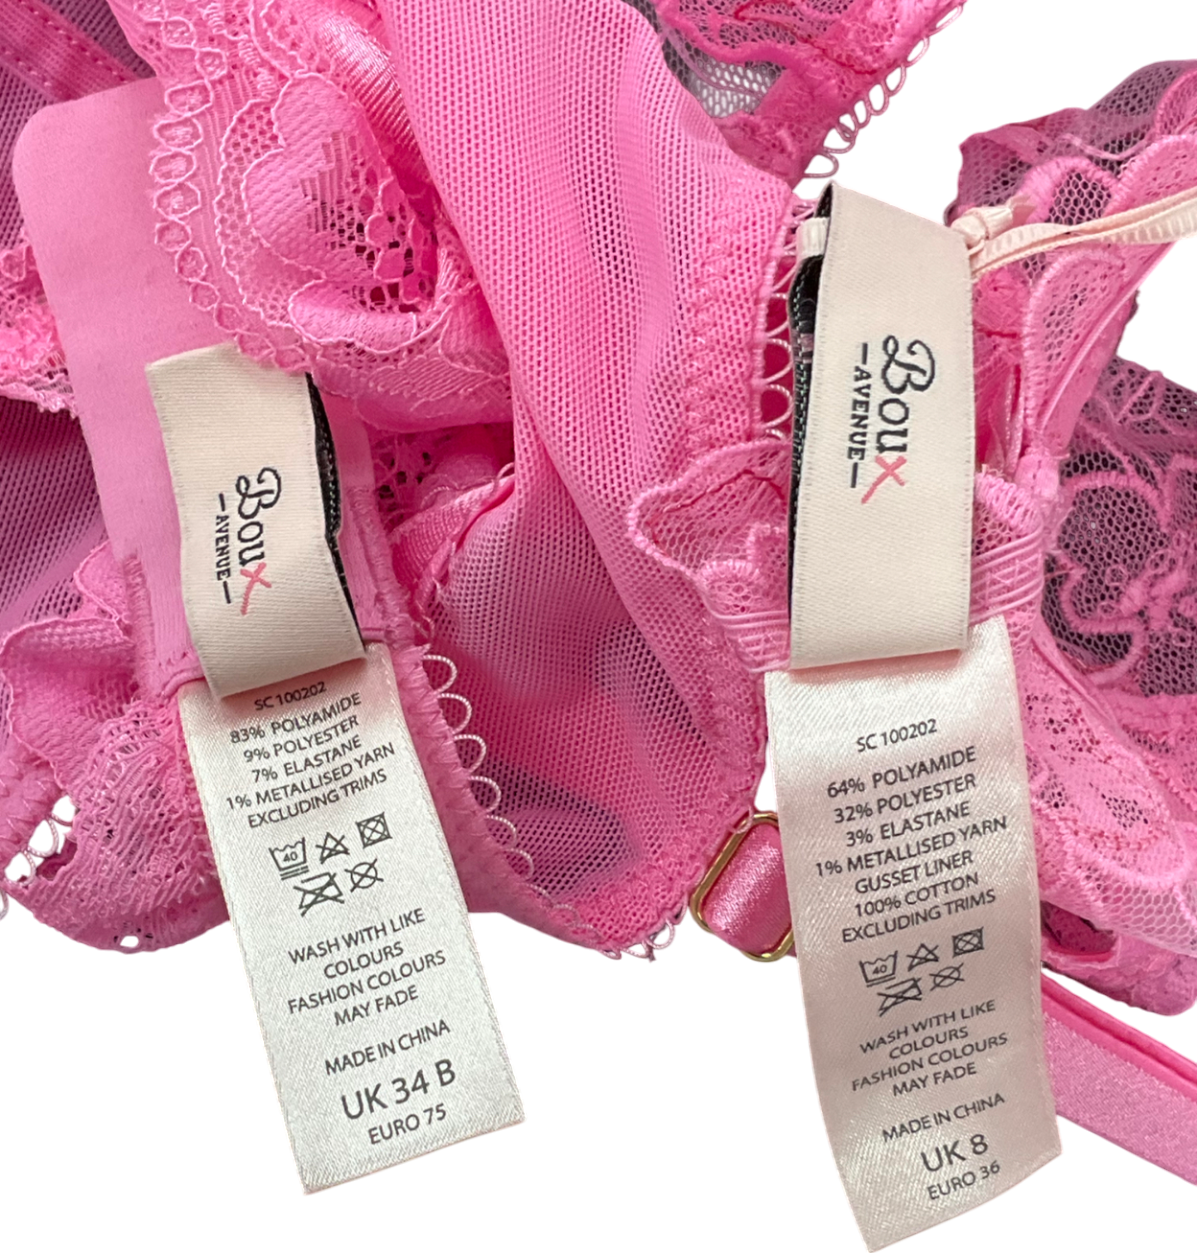 Boux
—AVENUE—
SC 100202
83% POLYAMIDE
9% POLYESTER
7% ELASTANE
1% METALLISED YARN
EXCLUDING TRIMS
40
WASH WITH LIKE
COLOURS
FASHION COLOURS
MAY FADE
MADE IN CHINA
UK 34 B
EURO 75
Boux
—AVENUE—
SC 100202
64% POLYAMIDE
32% POLYESTER
3% ELASTANE
1% METALLISED YARN
GUSSET LINER
100% COTTON
EXCLUDING TRIMS
40
WASH WITH LIKE
COLOURS
FASHION COLOURS
MAY FADE
MADE IN CHINA
UK 8
EURO 36